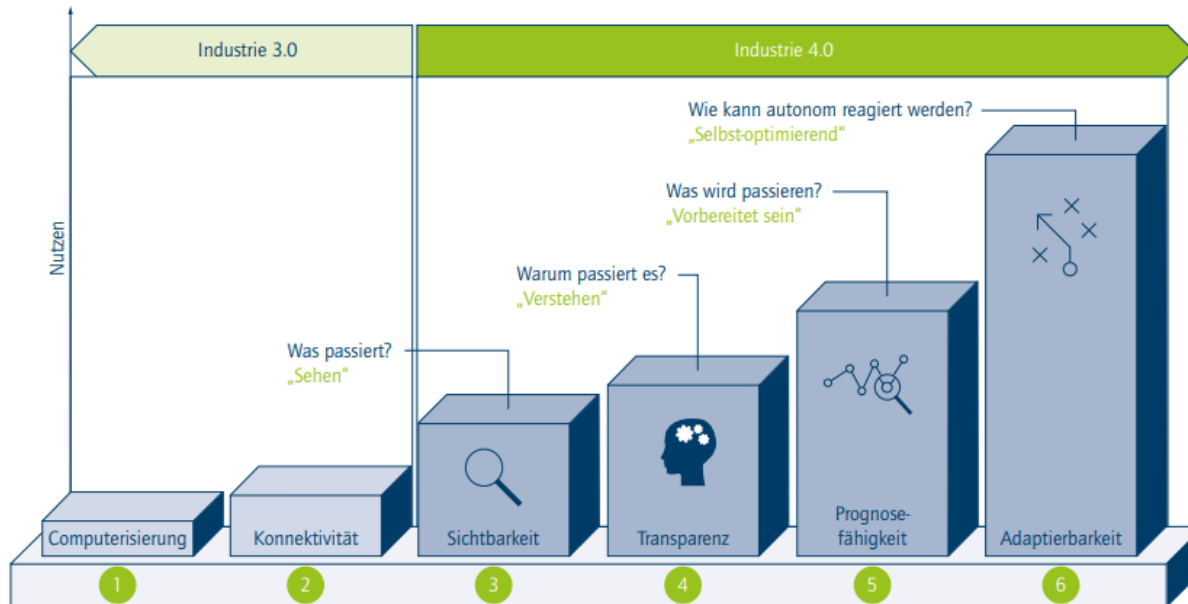 Industrie 3.0
Industrie 4.0
Nutzen
Wie kann autonom reagiert werden?
„Selbst-optimierend“
Was wird passieren?
„Vorbereitet sein“
Warum passiert es?
„Verstehen“
Was passiert?
„Sehen“
Computerisierung
Konnektivität
Sichtbarkeit
Transparenz
Prognose-
fähigkeit
Adaptierbarkeit
1
2
3
4
5
6